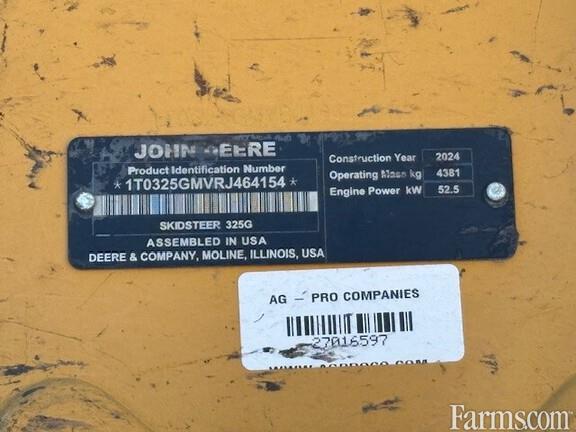 JOHN DEERE
Product Identification Number
*1T0325GMVRJ464154*
SKIDSTEER 325G
ASSEMBLED IN USA
DEERE & COMPANY, MOLINE, ILLINOIS, USA
Construction Year 2024
Operating Mass kg 4381
Engine Power kW 52.5
AG - PRO COMPANIES
27016597
Farms.com